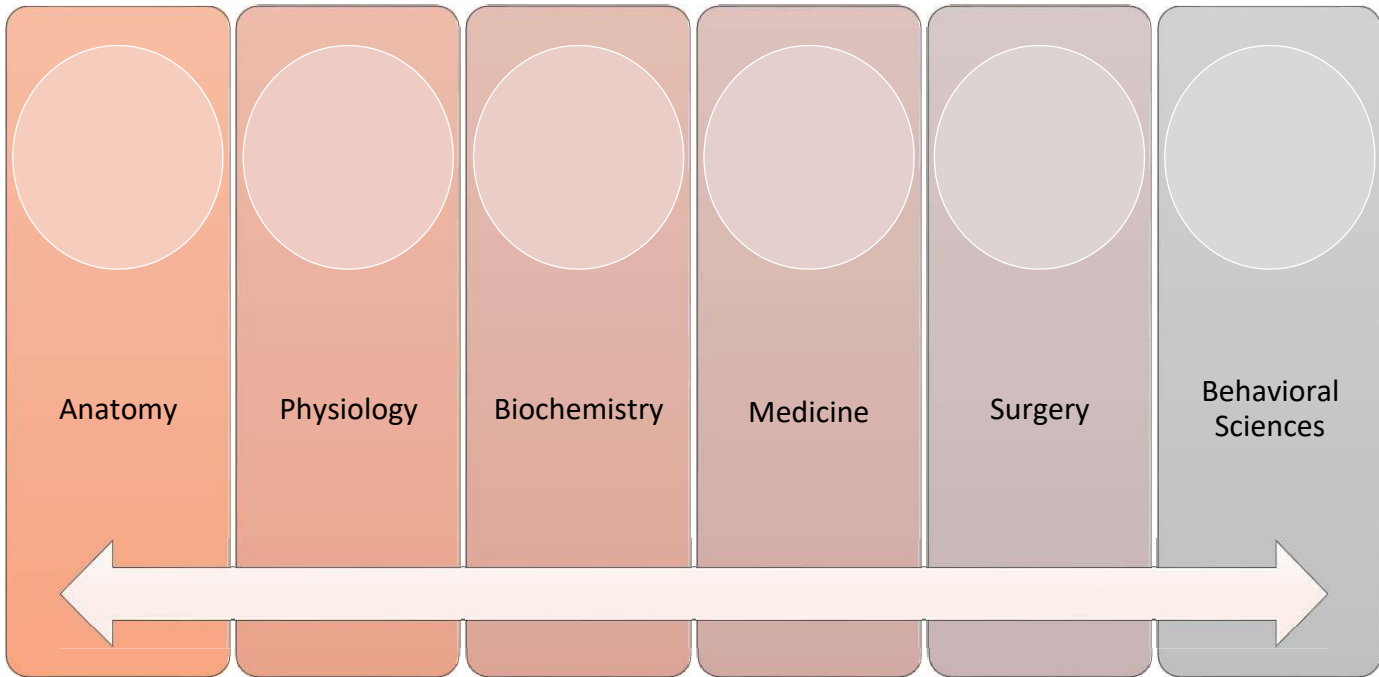 Anatomy
Physiology
Biochemistry
Medicine
Surgery
Behavioral
Sciences